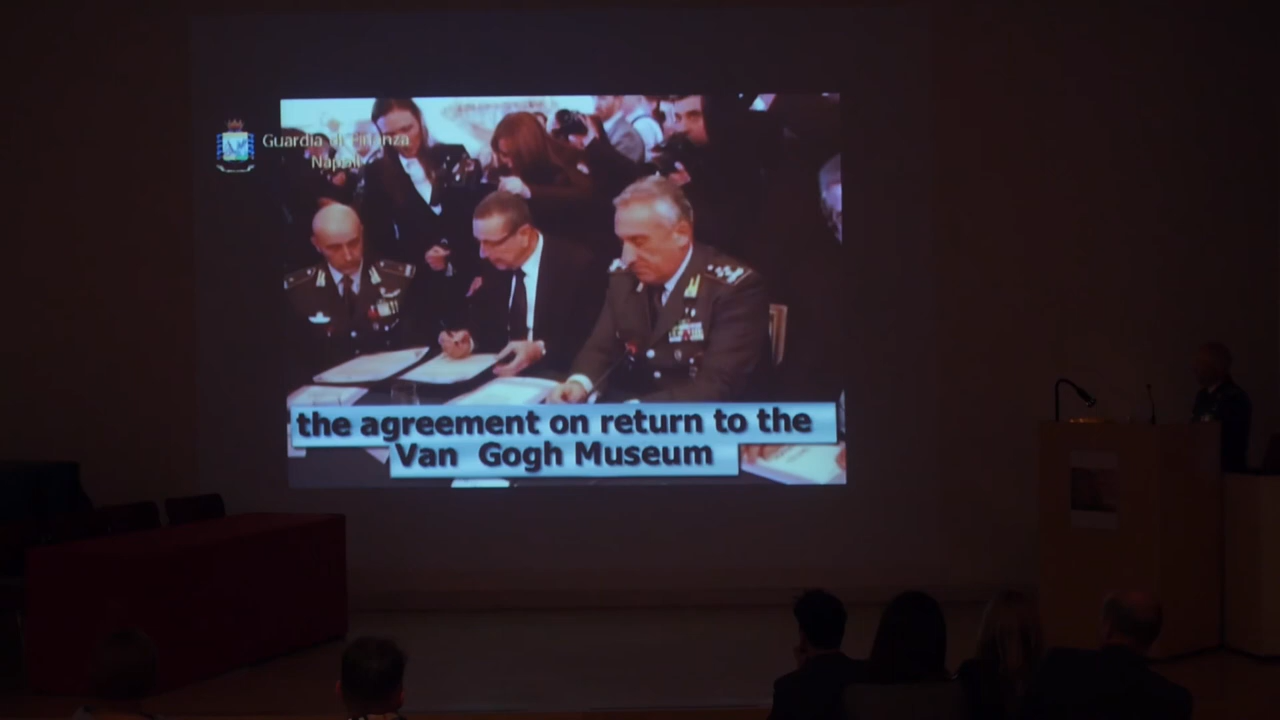 Guardia di Finanza
Napoli
the agreement on return to the
Van Gogh Museum